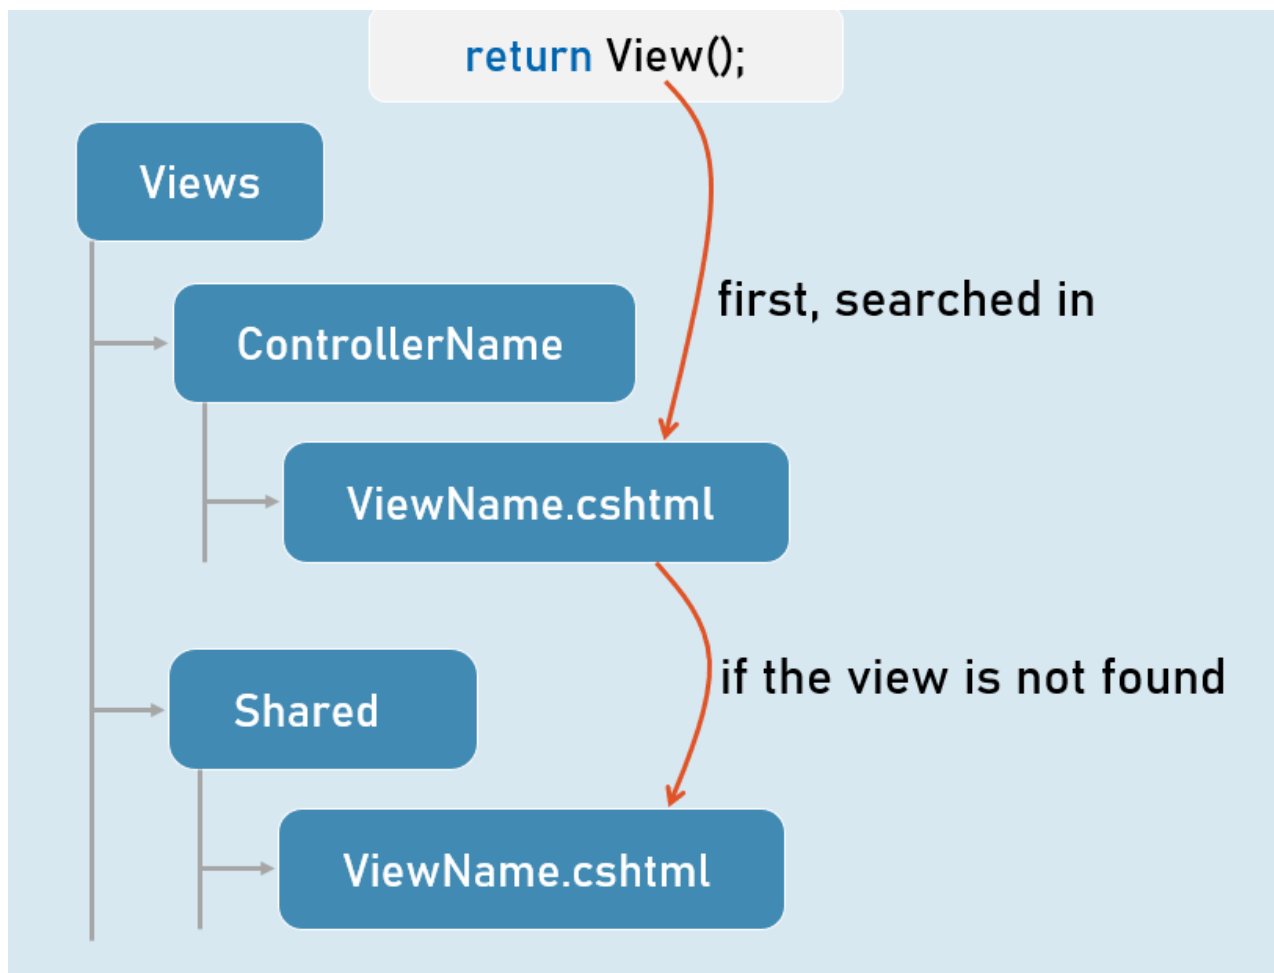 return View();
Views
first, searched in
ControllerName
ViewName.cshtml
if the view is not found
Shared
ViewName.cshtml